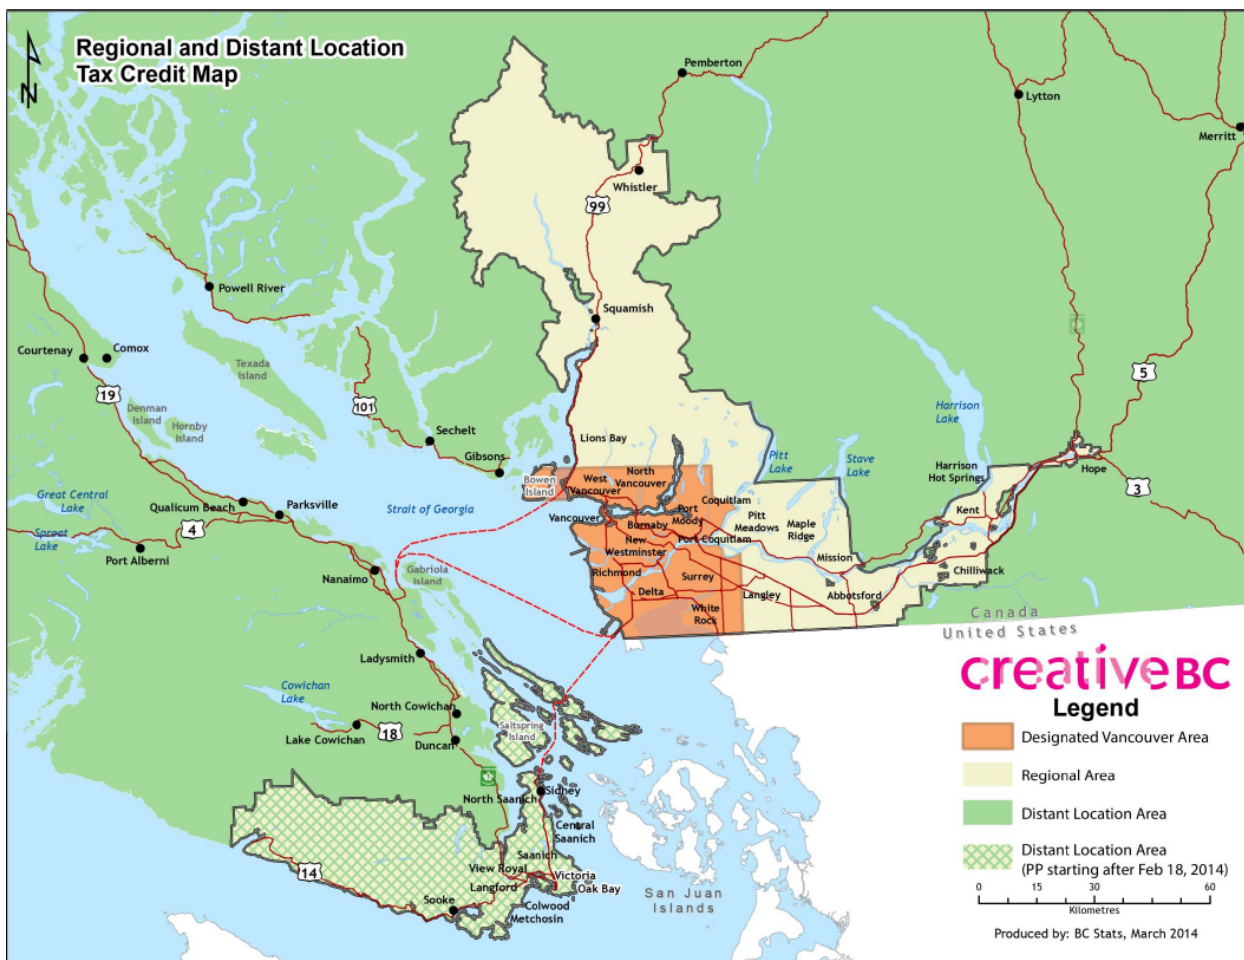 Regional and Distant Location
Tax Credit Map
N
Pemberton
Lytton
Merritt
Whistler
99
Powell River
Squamish
Courtenay
Comox
Texada
Island
5
19
101
Denman
Island
Hornby
Island
Harrison
Lake
Sechelt
Lions Bay
Gibsons
Pitt
Lake
Stave
Lake
Harrison
Hot Springs
Hope
3
Bowen
Island
West
Vancouver
North
Vancouver
Great Central
Lake
Qualicum Beach
Parksville
Strait of Georgia
Coquitlam
Port
Moody
Pitt
Meadows
Maple
Ridge
Kent
Vancouver
Burnaby
Sproat
Lake
4
Port Alberni
New
Westminster
Port Coquitlam
Mission
Chilliwack
Nanaimo
Gabriola
Island
Richmond
Surrey
Delta
Langley
Abbotsford
White
Rock
Canada
United States
Ladysmith
Cowichan
Lake
North Cowichan
Saltspring
Island
Lake Cowichan
18
Duncan
1
North Saanich
Sidney
Central
Saanich
Saanich
View Royal
Victoria
14
Langford
Oak Bay
Sooke
Colwood
Metchosin
San Juan
Islands
creativeBC
Legend
Designated Vancouver Area
Regional Area
Distant Location Area
Distant Location Area
(PP starting after Feb 18, 2014)
0 15 30 60
Kilometres
Produced by: BC Stats, March 2014